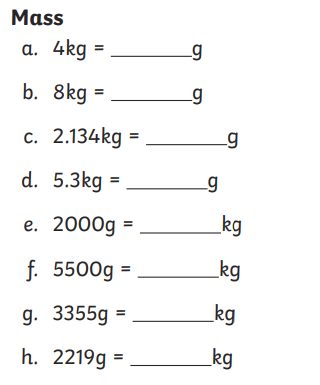 Mass
a. 4kg = ________g
b. 8kg = ________g
c. 2.134kg = ________g
d. 5.3kg = ________g
e. 2000g = ________kg
f. 5500g = ________kg
g. 3355g = ________kg
h. 2219g = ________kg